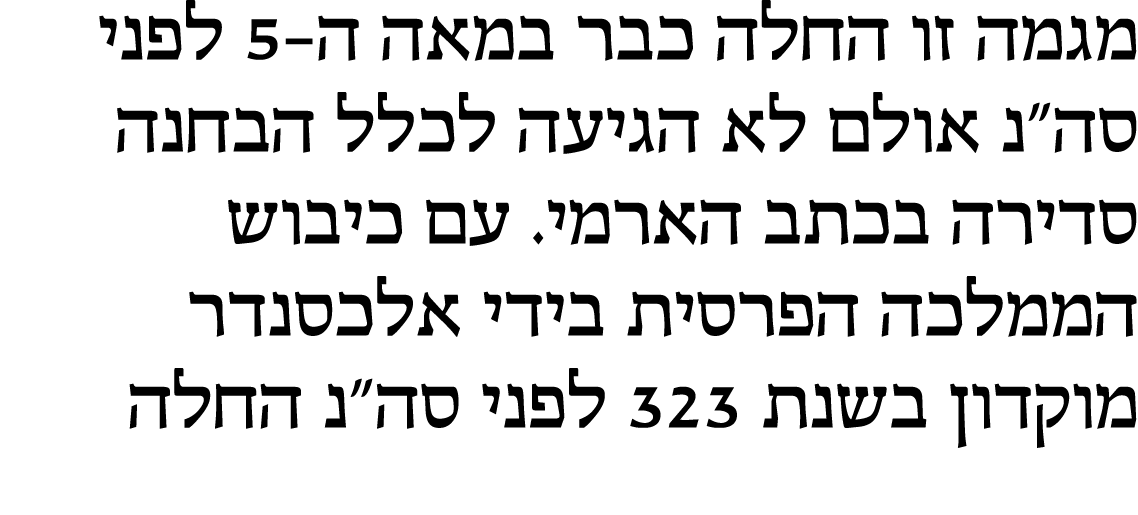 מגמה זו החלה כבר במאה ה–5 לפני
סה״נ אולם לא הגיעה לכלל הבחנה
סדירה בכתב הארמי. עם כיבוש
הממלכה הפרסית בידי אלכסנדר
מוקדון בשנת 323 לפני סה״נ החלה